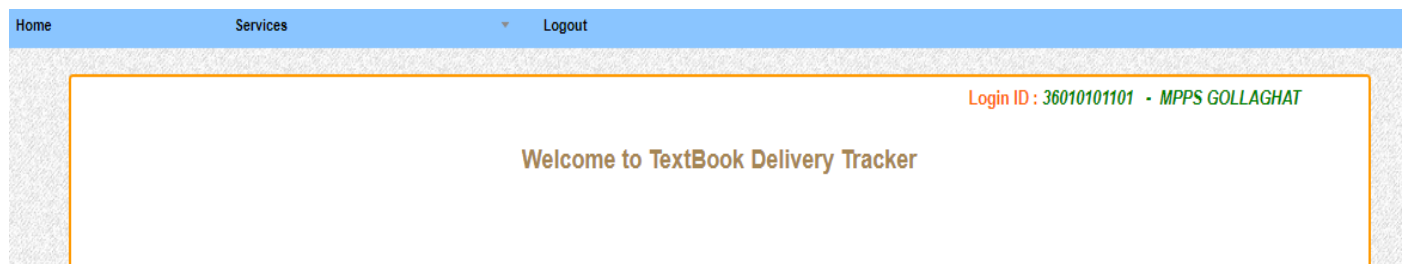 Home Services Logout
Login ID : 36010101101 - MPPS GOLLAGHAT
Welcome to TextBook Delivery Tracker